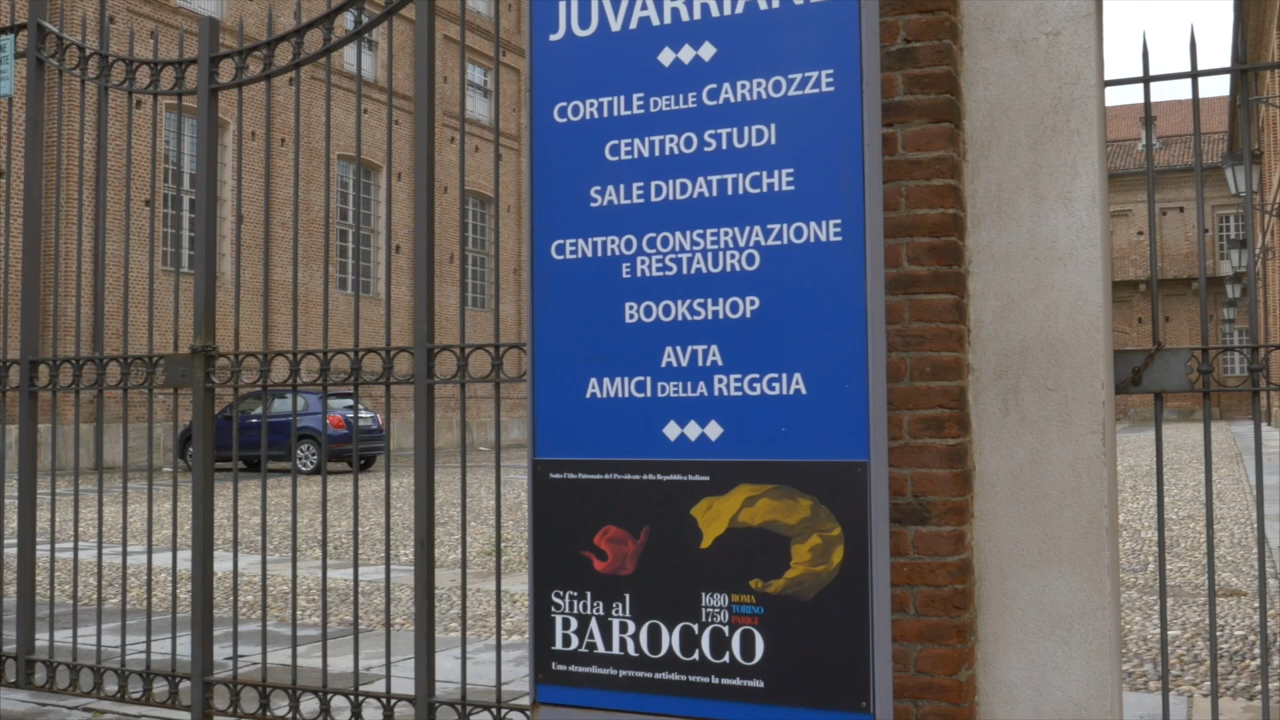 CORTILE DELLE CARROZZE
CENTRO STUDI
SALE DIDATTICHE
CENTRO CONSERVAZIONE
E RESTAURO
BOOKSHOP
AVTA
AMICI DELLA REGGIA
Sotto l'Alto Patronato del Presidente della Repubblica Italiana
Sfida al
BAROCCO
1680
1750
ROMA
TORINO
PARIGI
Uno straordinario percorso artistico verso la modernità